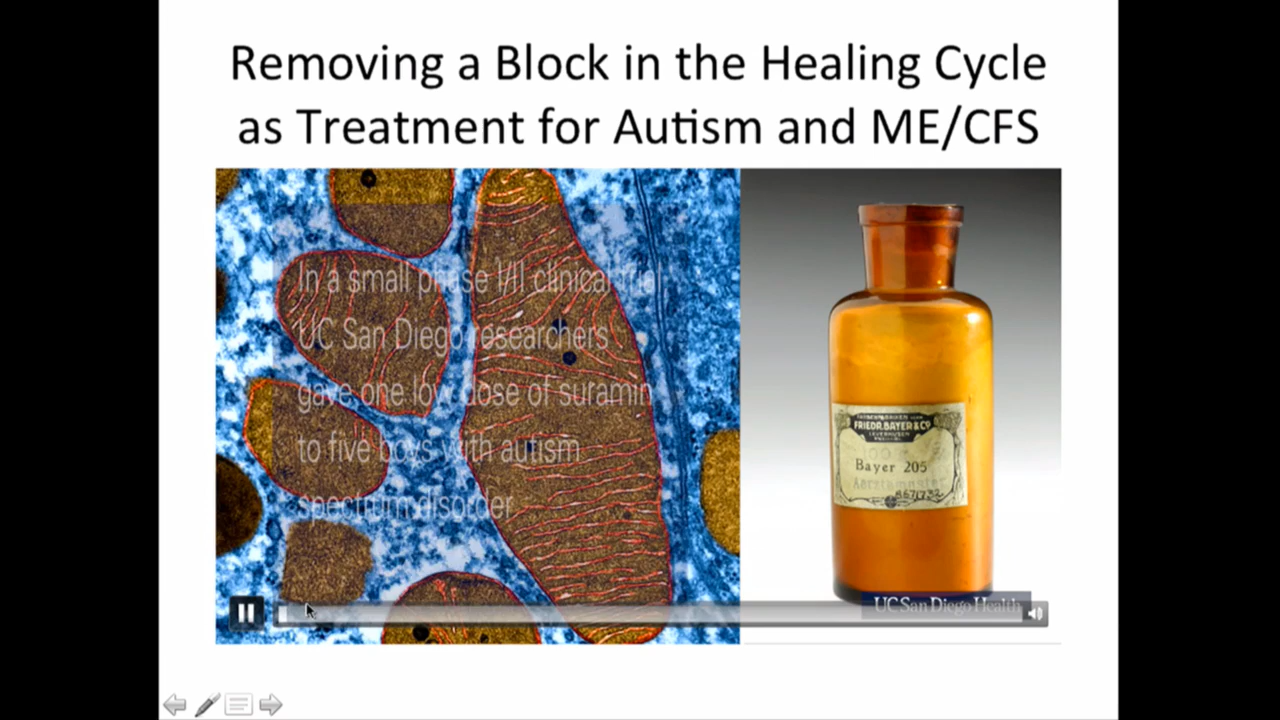 Removing a Block in the Healing Cycle
as Treatment for Autism and ME/CFS
In a small phase I/II clinical trial
UC San Diego researchers
gave one low dose of suramin
to five boys with autism
spectrum disorder
FRIEDR.BAYER & CO
LEVERKUSEN
Bayer 205
UC San Diego Health